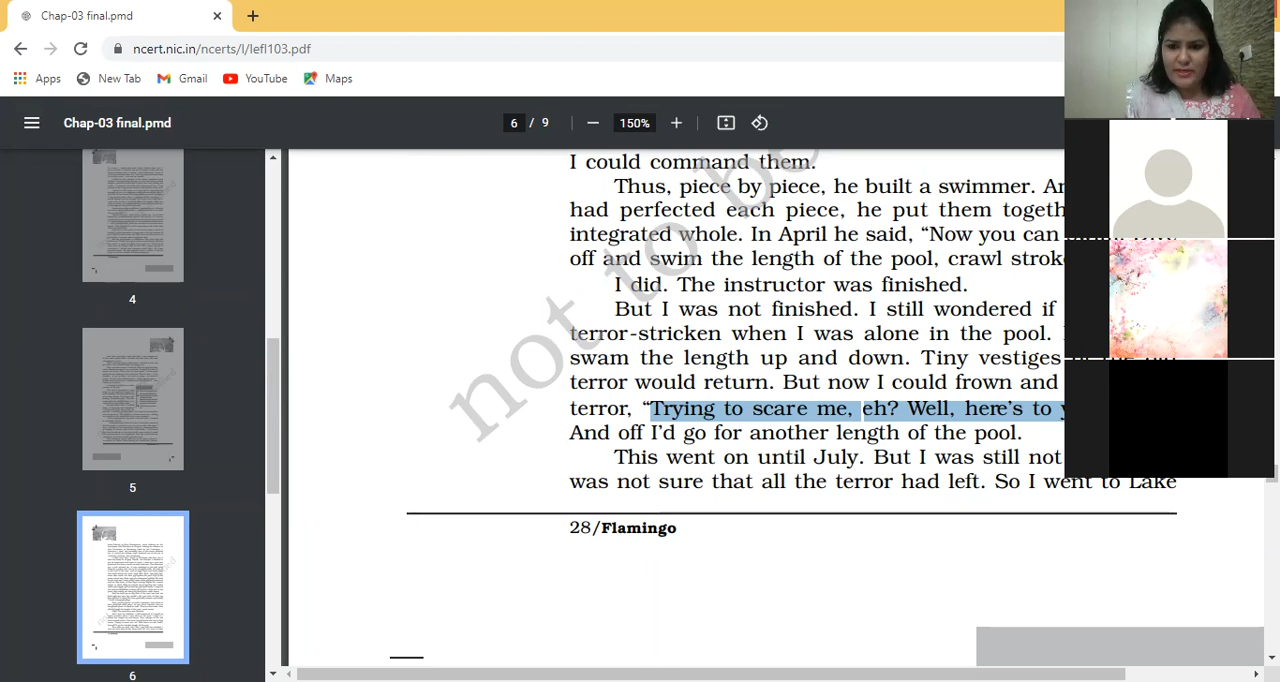 Chap-03 final.pmd
ncert.nic.in/ncerts/l/lefl103.pdf
Apps New Tab Gmail YouTube Maps
Chap-03 final.pmd
6 / 9
150%
4
5
6
I could command them.
Thus, piece by piece, he built a swimmer.
had perfected each piece, he put them
integrated whole. In April he said, “Now you can
off and swim the length of the pool, crawl
I did. The instructor was finished.
But I was not finished. I still wondered if
terror-stricken when I was alone in the pool.
swam the length up and down. Tiny vestiges
terror would return. But now I could frown and
terror, “Trying to scare me, eh? Well, here’s to
And off I’d go for another length of the pool.
This went on until July. But I was still not
was not sure that all the terror had left. So I went to Lake
28/Flamingo
not to be